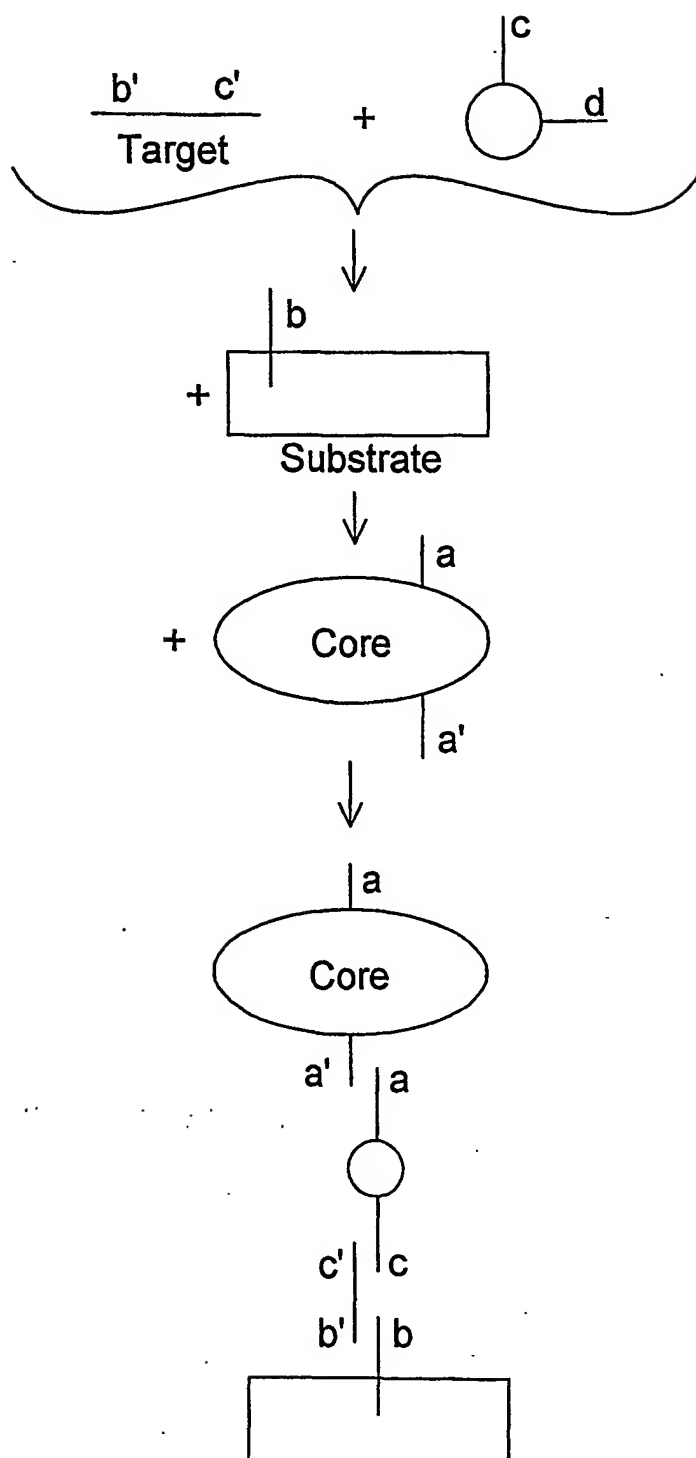 c
b' c'
+ d
Target
b
+
Substrate
a
+ Core
a'
a
Core
a' a
c' c
b' b